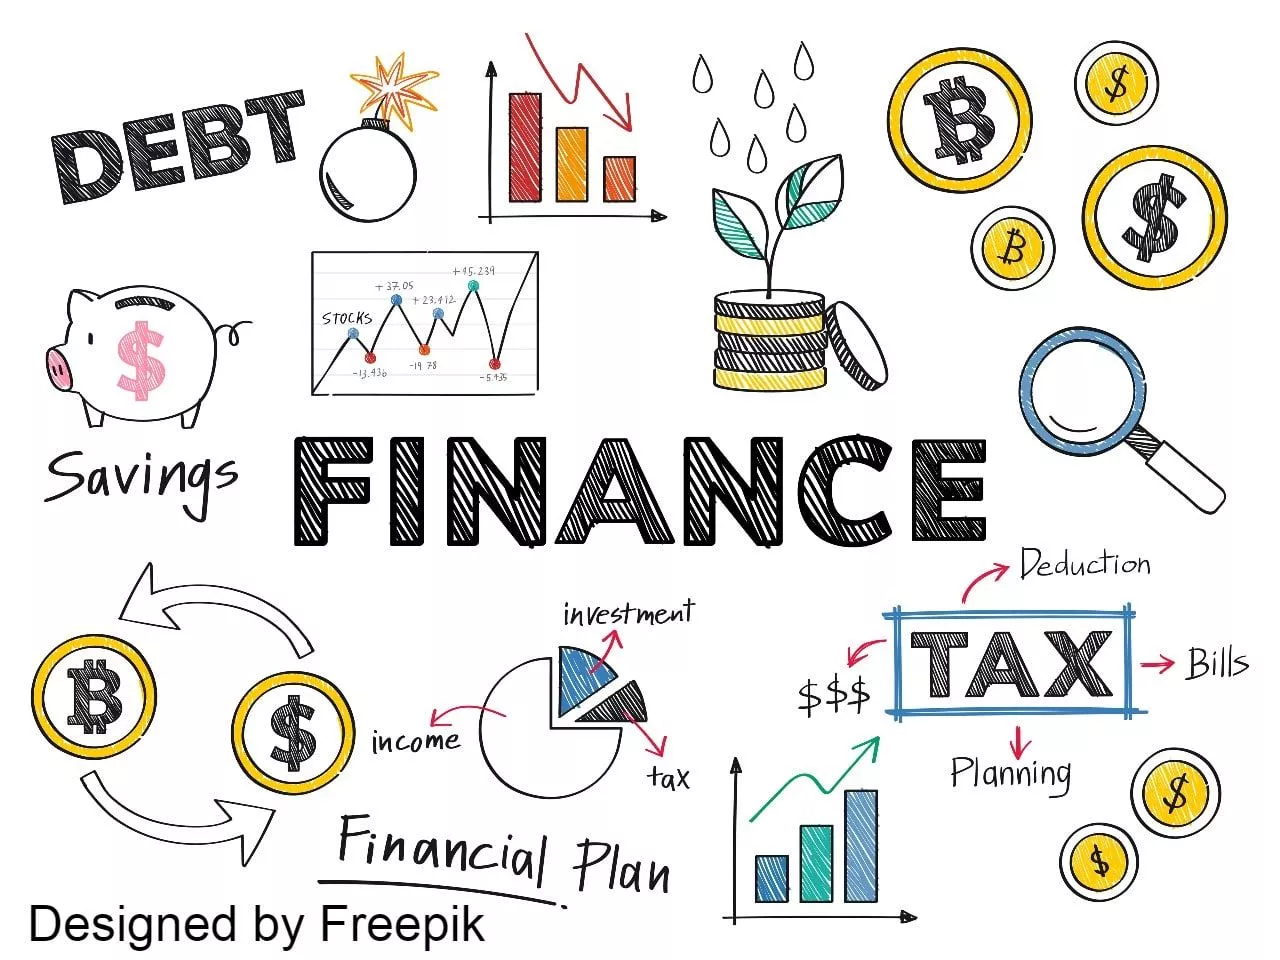 DEBT
STOCKS
+37.05
+23.412
+45.239
-13.436
-19.78
-5.435
Savings
FINANCE
Deduction
TAX
$$$
Bills
Planning
investment
income
tax
Financial Plan
Designed by Freepik